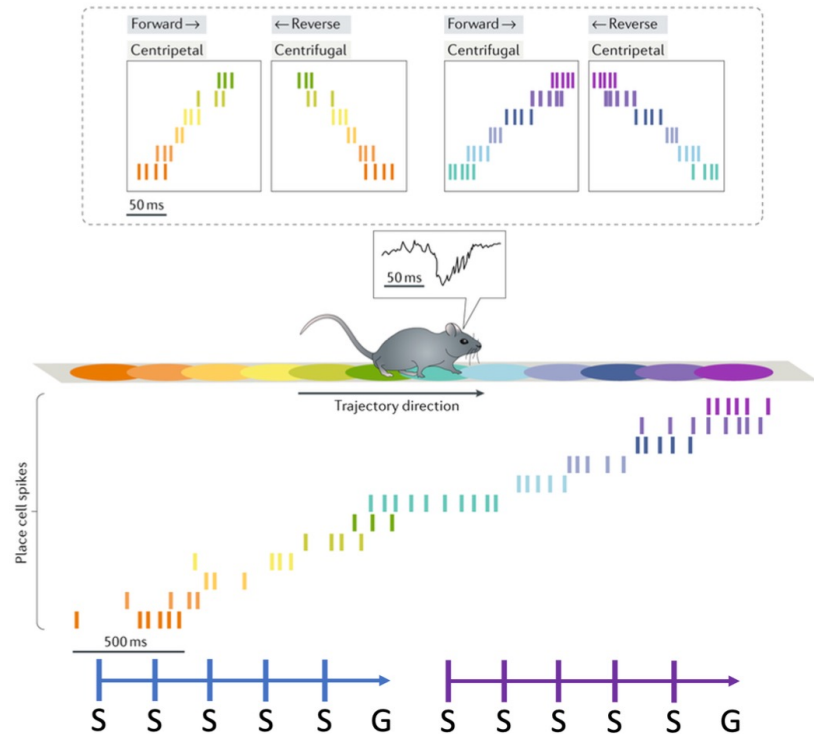 Forward → ← Reverse Forward → ← Reverse
Centripetal Centrifugal Centrifugal Centripetal
50 ms
50 ms
Trajectory direction
Place cell spikes
500 ms
S S S S S G S S S S S G